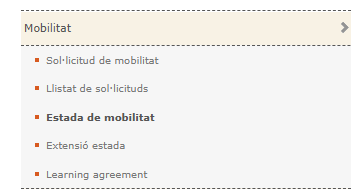 Mobilitat
Sol·licitud de mobilitat
Llistat de sol·licituds
Estada de mobilitat
Extensió estada
Learning agreement